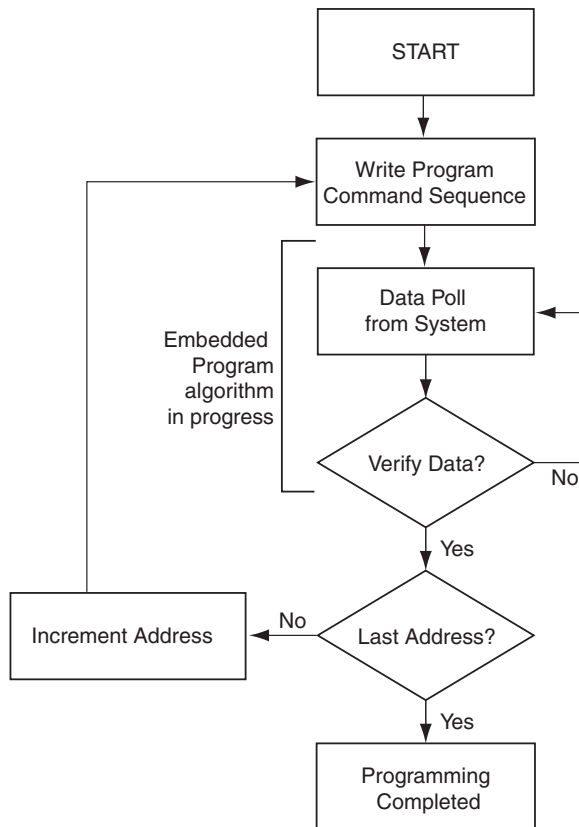 START
Write Program
Command Sequence
Data Poll
from System
Embedded
Program
algorithm
in progress
Verify Data?
No
Yes
No
Increment Address
Last Address?
Yes
Programming
Completed